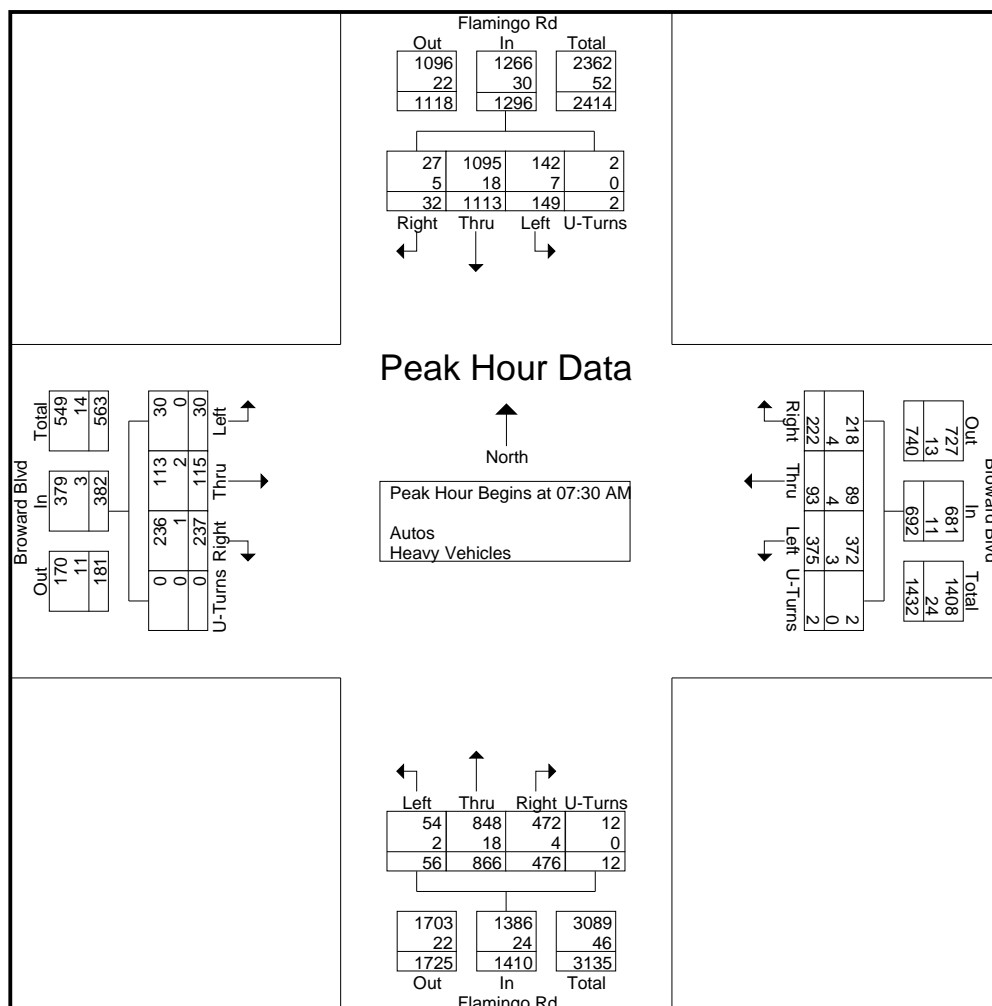 Flamingo Rd
Out In Total
1096 1266 2362
22 30 52
1118 1296 2414
27 1095 142 2
5 18 7 0
32 1113 149 2
Right Thru Left U-Turns
Peak Hour Data
North
Peak Hour Begins at 07:30 AM
Autos
Heavy Vehicles
Broward Blvd
Out In Total
170 379 549
11 3 14
181 382 563
0 236 113 30
0 1 2 0
0 237 115 30
U-Turns Right Thru Left
Broward Blvd
Out In Total
727 681 1408
13 11 24
740 692 1432
218 89 372 2
4 4 3 0
222 93 375 2
Right Thru Left U-Turns
Left Thru Right U-Turns
54 848 472 12
2 18 4 0
56 866 476 12
1703 1386 3089
22 24 46
1725 1410 3135
Out In Total
Flamingo Rd